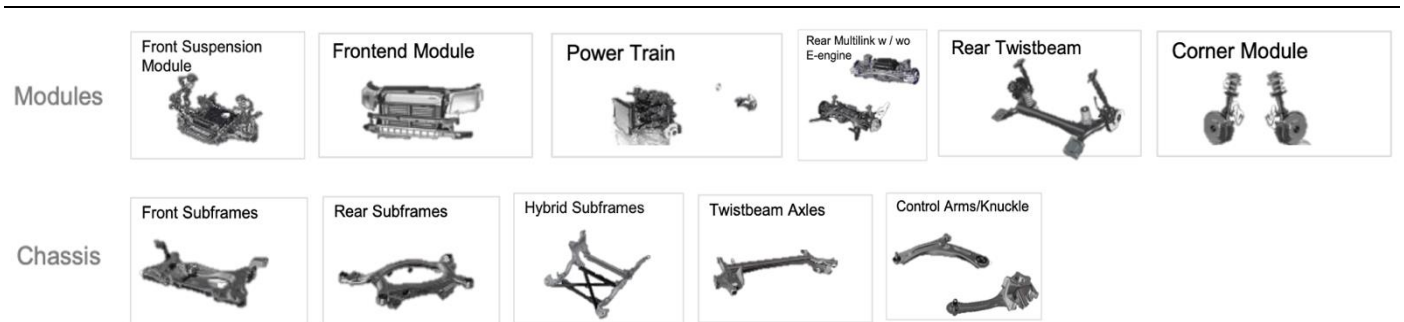 Modules
Front Suspension
Module
Frontend Module
Power Train
Rear Multilink w / wo
E-engine
Rear Twistbeam
Corner Module
Chassis
Front Subframes
Rear Subframes
Hybrid Subframes
Twistbeam Axles
Control Arms/Knuckle